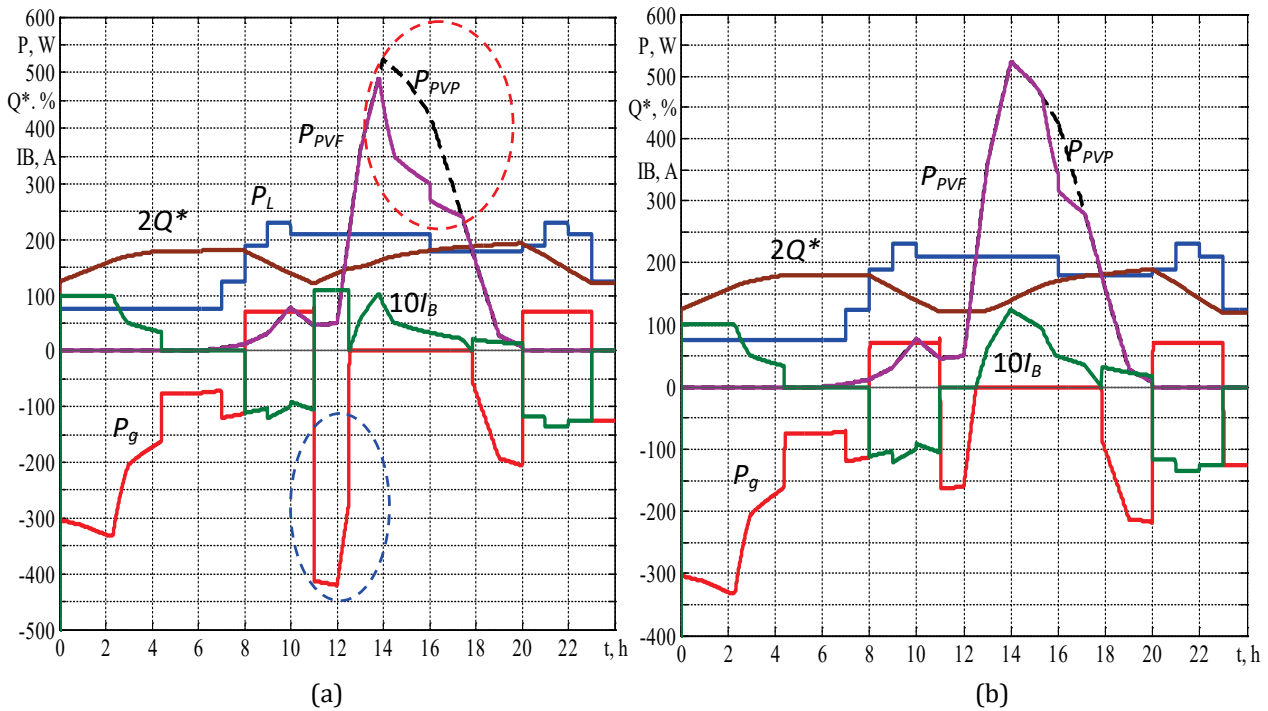 600
P, W
500
Q*. %
400
IB, A
300
200
100
0
-100
-200
-300
-400
-500
0 2 4 6 8 10 12 14 16 18 20 22 t, h
P_PVP
P_PVF
P_L
2Q*
10I_B
P_g
(a)
600
P, W
500
Q*, %
400
IB, A
300
200
100
0
-100
-200
-300
-400
0 2 4 6 8 10 12 14 16 18 20 22 t, h
P_PVP
P_PVF
2Q*
10I_B
P_g
(b)